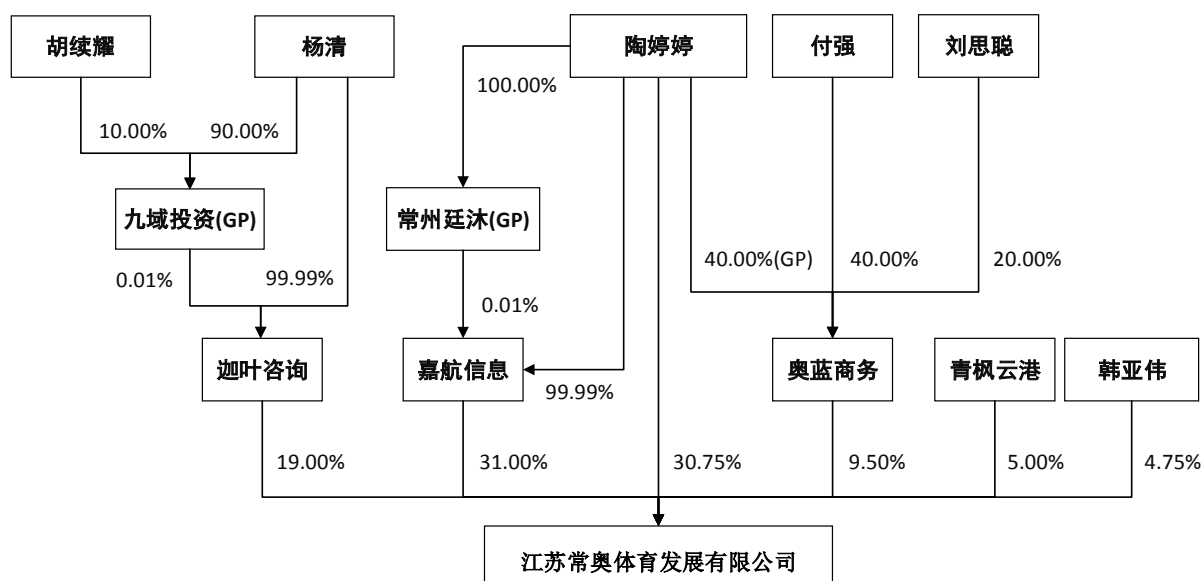 胡续耀
杨清
陶婷婷
付强
刘思聪
100.00%
10.00%
90.00%
九域投资(GP)
常州廷沐(GP)
40.00%(GP)
40.00%
20.00%
0.01%
99.99%
0.01%
迦叶咨询
嘉航信息
奥蓝商务
青枫云港
韩亚伟
99.99%
19.00%
31.00%
30.75%
9.50%
5.00%
4.75%
江苏常奥体育发展有限公司